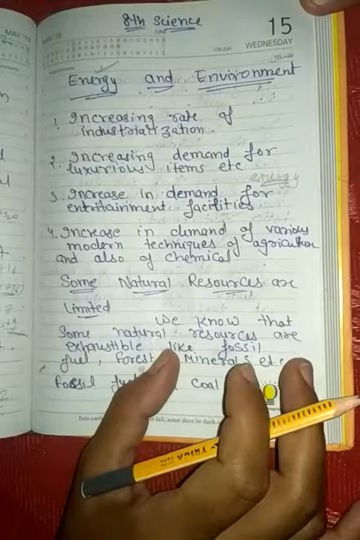 8th Science
15
WEDNESDAY
MAY '13
Energy and Environment
1. Increasing rate of
industrialization.
2. Increasing demand for
luxurious items etc.
energy
3. Increase in demand for
entertainment facilities.
4. Increase in demand of various
modern techniques of agriculture
and also of chemical
Some Natural Resources are
Limited
We know that
Some natural resources are
exhaustible like fossil
fuel, Forest, Minerals etc.
Fossil coal